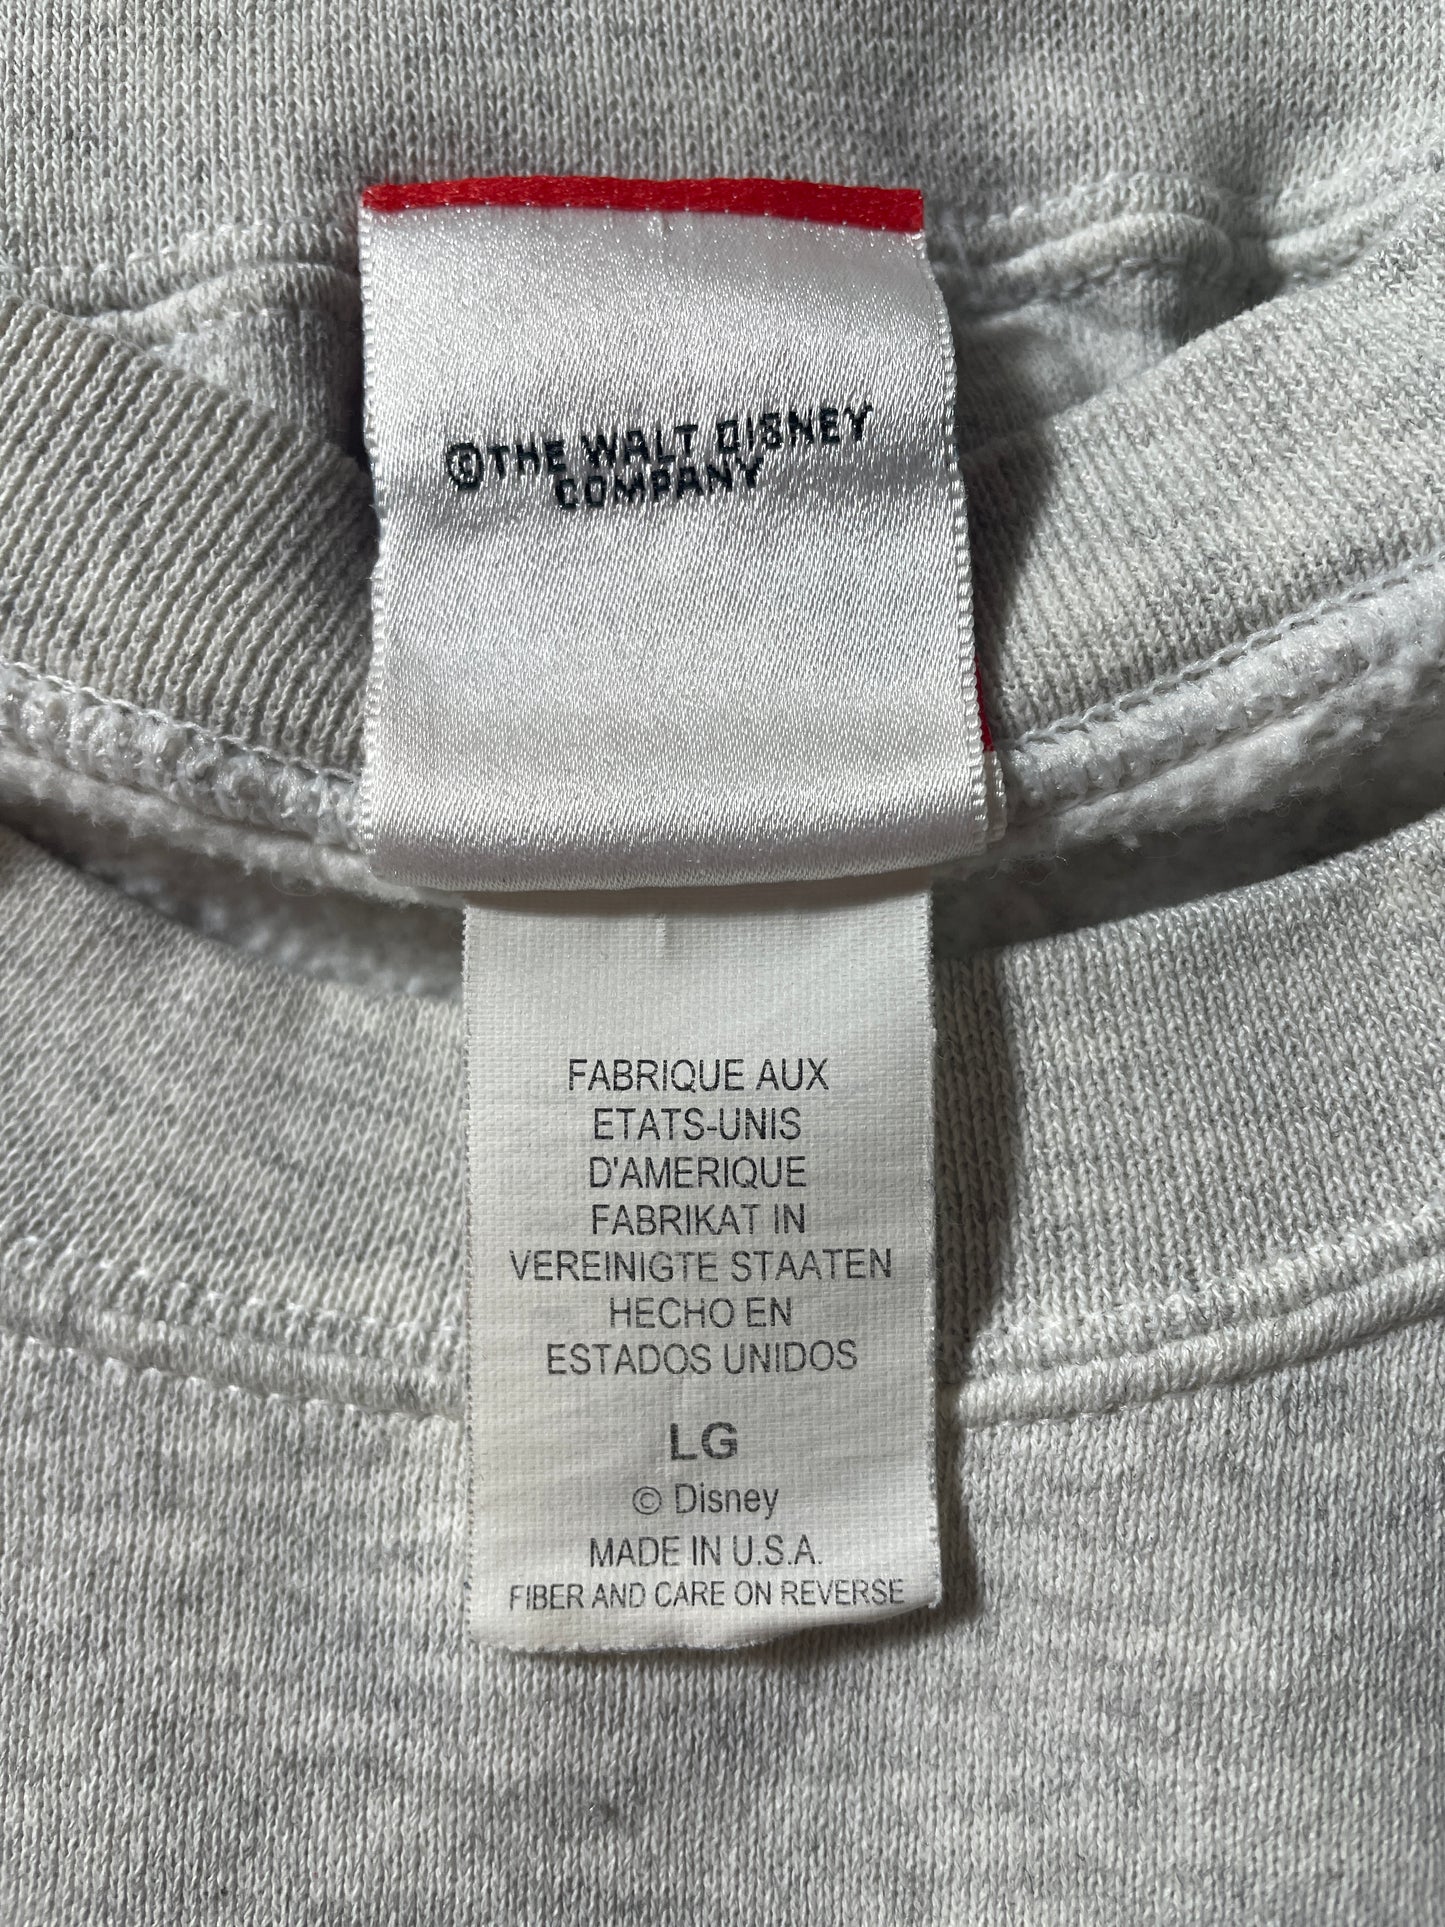 ©THE WALT DISNEY
COMPANY
FABRIQUE AUX
ETATS-UNIS
D'AMERIQUE
FABRIKAT IN
VEREINIGTE STAATEN
HECHO EN
ESTADOS UNIDOS
LG
© Disney
MADE IN U.S.A.
FIBER AND CARE ON REVERSE